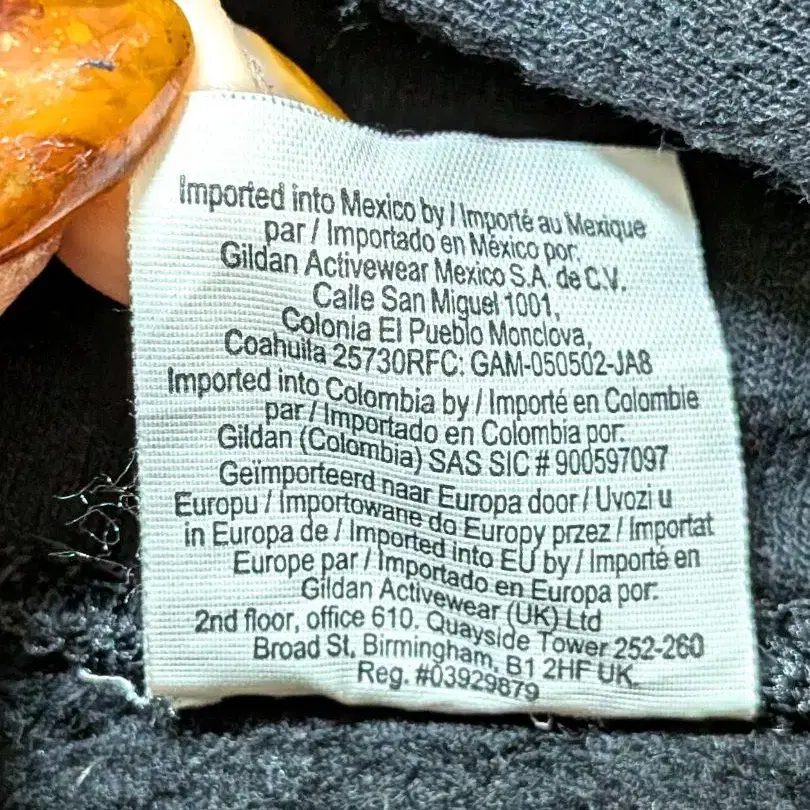 Imported into Mexico by / Importé au Mexique
par / Importado en México por:
Gildan Activewear Mexico S.A. de C.V.
Calle San Miguel 1001,
Colonia El Pueblo Monclova,
Coahuila 25730RFC: GAM-050502-JA8
Imported into Colombia by / Importé en Colombie
par / Importado en Colombia por:
Gildan (Colombia) SAS SIC # 900597097
Geïmporteerd naar Europa door / Uvozi u
Europu / Importowane do Europy przez / Importat
in Europa de / Imported into EU by / Importé en
Europe par / Importado en Europa por:
Gildan Activewear (UK) Ltd
2nd floor, office 610. Quayside Tower 252-260
Broad St, Birmingham, B1 2HF UK.
Reg. #03929879